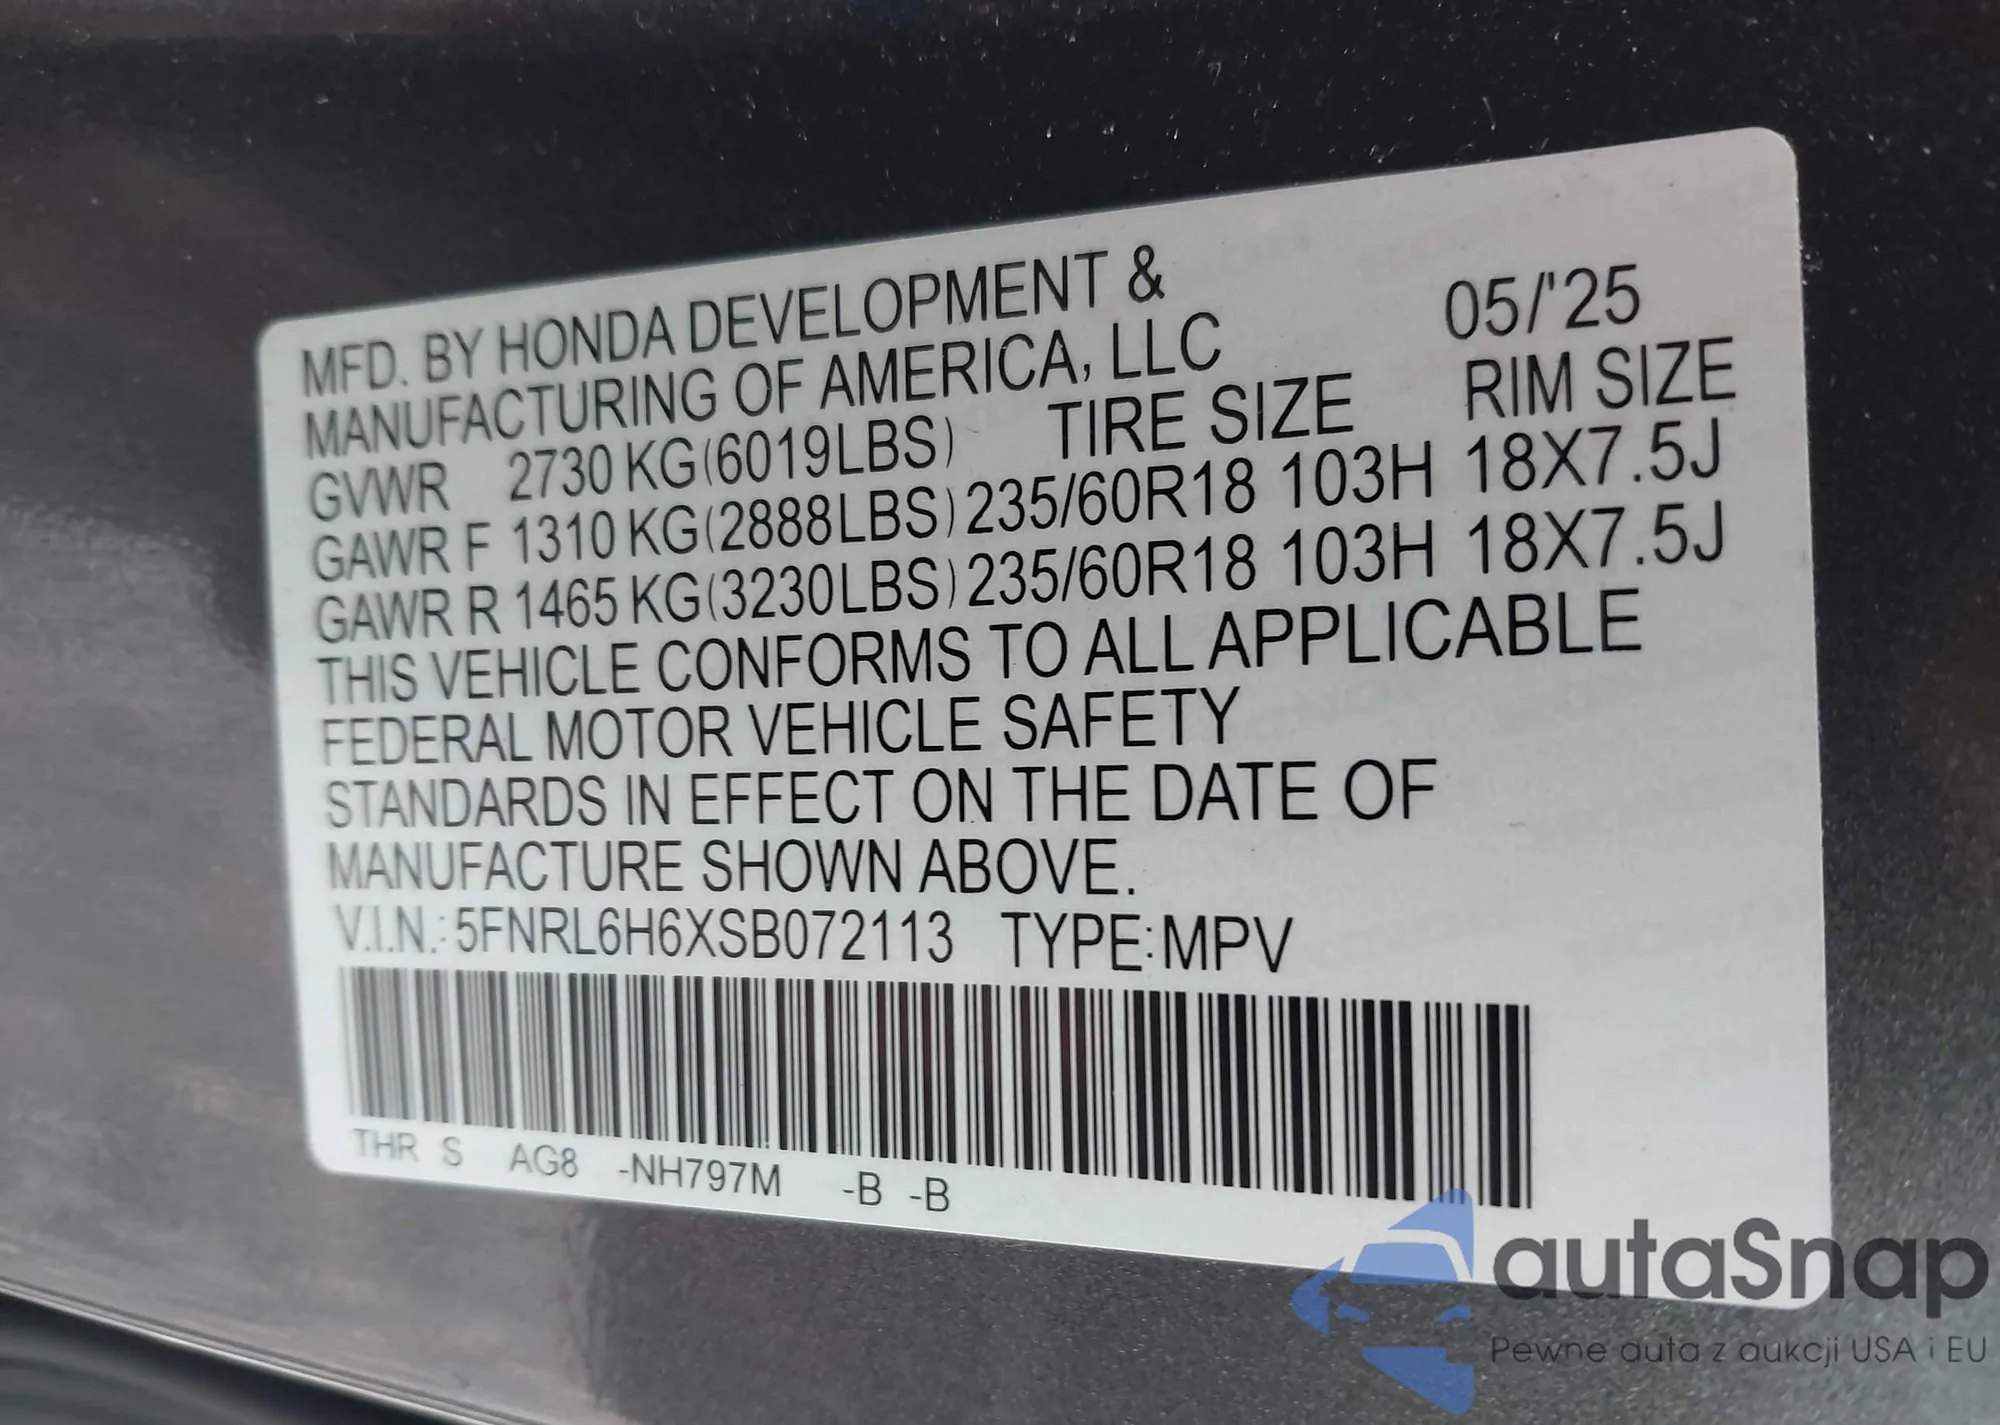 MFD. BY HONDA DEVELOPMENT &
MANUFACTURING OF AMERICA, LLC 05/'25
GVWR 2730 KG(6019LBS) TIRE SIZE RIM SIZE
GAWR F 1310 KG(2888LBS) 235/60R18 103H 18X7.5J
GAWR R 1465 KG(3230LBS) 235/60R18 103H 18X7.5J
THIS VEHICLE CONFORMS TO ALL APPLICABLE
FEDERAL MOTOR VEHICLE SAFETY
STANDARDS IN EFFECT ON THE DATE OF
MANUFACTURE SHOWN ABOVE.
V.I.N.: 5FNRL6H6XSB072113 TYPE:MPV
THR S AG8 -NH797M -B -B
autaSnap
Pewne auta z aukcji USA i EU